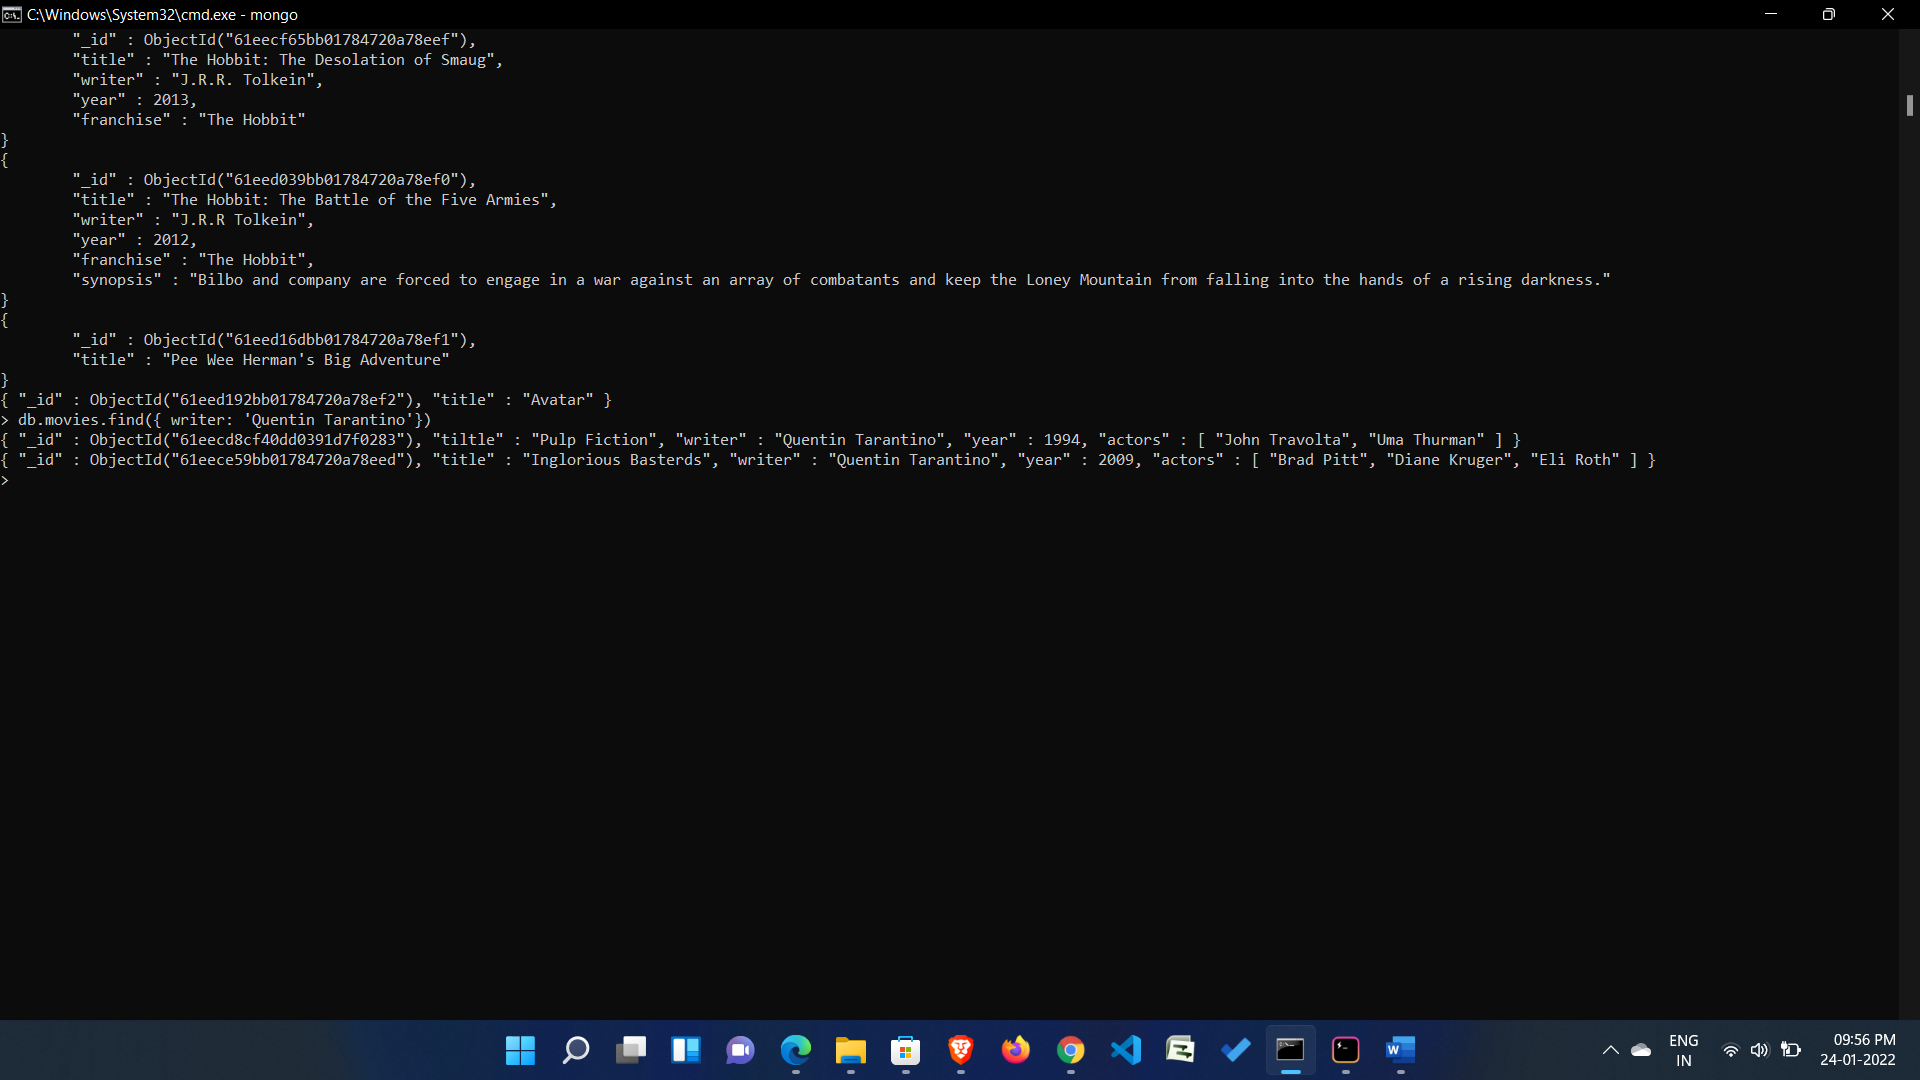 C:\Windows\System32\cmd.exe - mongo
"_id" : ObjectId("61eecf65bb01784720a78eef"),
"title" : "The Hobbit: The Desolation of Smaug",
"writer" : "J.R.R. Tolkein",
"year" : 2013,
"franchise" : "The Hobbit"
}
{
"_id" : ObjectId("61eed039bb01784720a78ef0"),
"title" : "The Hobbit: The Battle of the Five Armies",
"writer" : "J.R.R Tolkein",
"year" : 2012,
"franchise" : "The Hobbit",
"synopsis" : "Bilbo and company are forced to engage in a war against an array of combatants and keep the Loney Mountain from falling into the hands of a rising darkness."
}
{
"_id" : ObjectId("61eed16dbb01784720a78ef1"),
"title" : "Pee Wee Herman's Big Adventure"
}
{ "_id" : ObjectId("61eed192bb01784720a78ef2"), "title" : "Avatar" }
> db.movies.find({ writer: 'Quentin Tarantino'})
{ "_id" : ObjectId("61eecd8cf40dd0391d7f0283"), "tiltle" : "Pulp Fiction", "writer" : "Quentin Tarantino", "year" : 1994, "actors" : [ "John Travolta", "Uma Thurman" ] }
{ "_id" : ObjectId("61eece59bb01784720a78eed"), "title" : "Inglorious Basterds", "writer" : "Quentin Tarantino", "year" : 2009, "actors" : [ "Brad Pitt", "Diane Kruger", "Eli Roth" ] }
>
ENG
IN
09:56 PM
24-01-2022